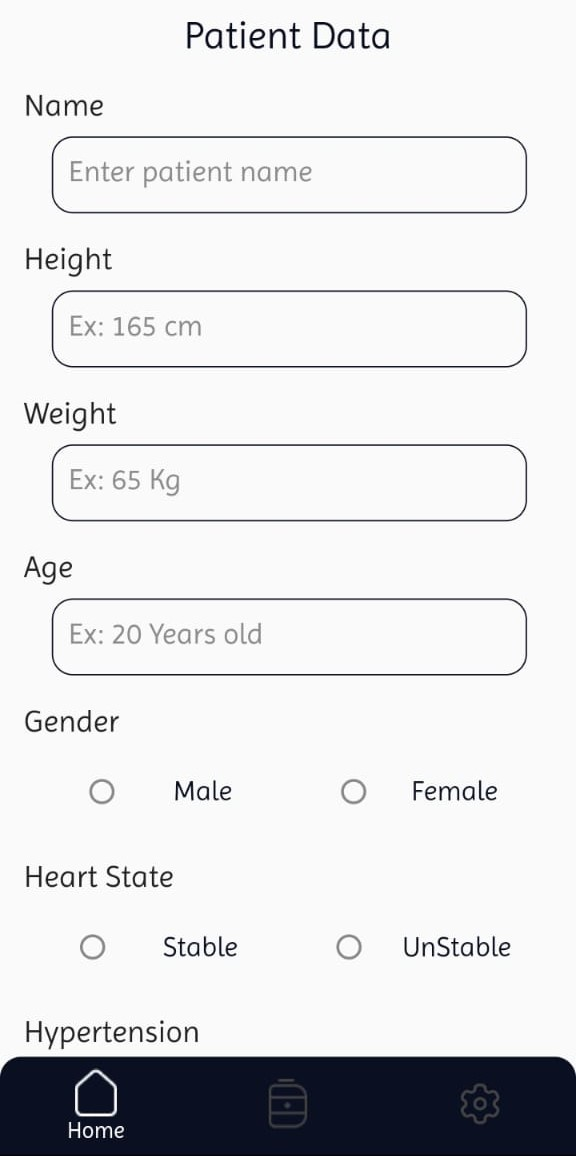 Patient Data
Name
Enter patient name
Height
Ex: 165 cm
Weight
Ex: 65 Kg
Age
Ex: 20 Years old
Gender
Male Female
Heart State
Stable UnStable
Hypertension
Home